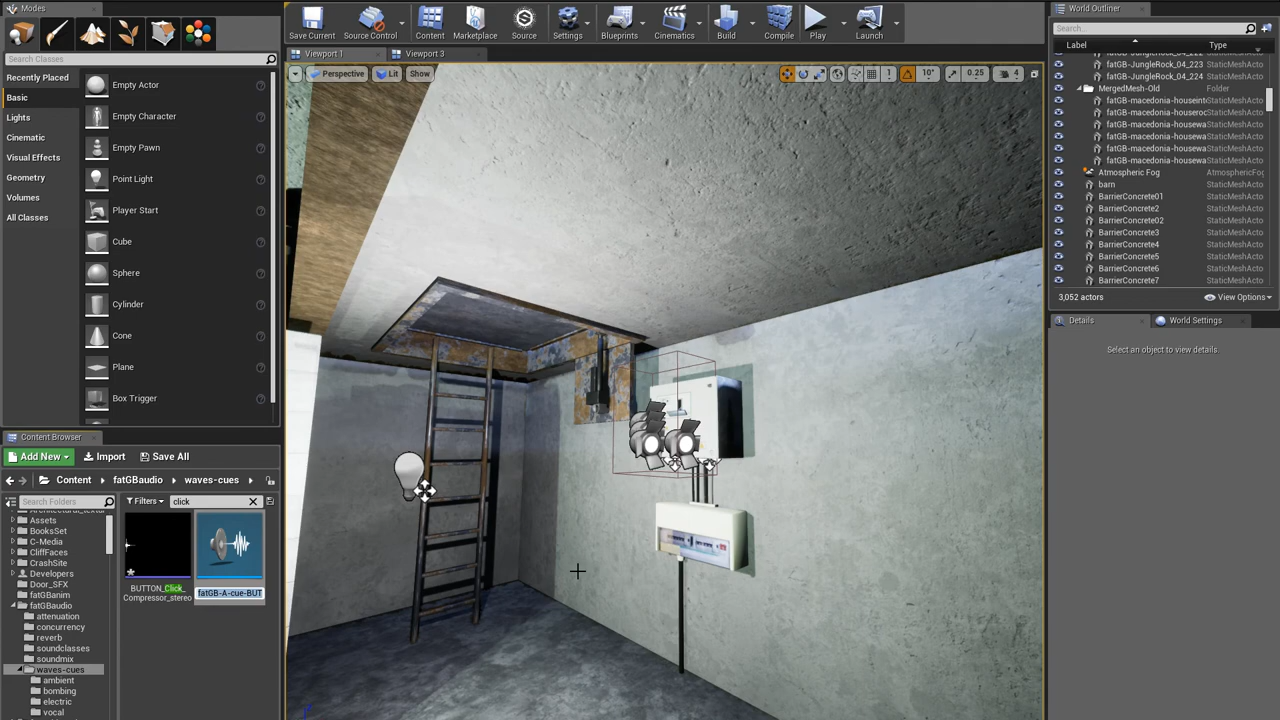 Modes
Save Current
Source Control
Content
Marketplace
Source
Settings
Blueprints
Cinematics
Build
Compile
Play
Launch
World Outliner
Search...
Label
Type
Search Classes
Viewport 1
Viewport 3
Perspective
Lit
Show
1
10°
0.25
4
Recently Placed
Basic
Lights
Cinematic
Visual Effects
Geometry
Volumes
All Classes
Empty Actor
Empty Character
Empty Pawn
Point Light
Player Start
Cube
Sphere
Cylinder
Cone
Plane
Box Trigger
fatGB-JungleRock_04_223 StaticMeshActo
fatGB-JungleRock_04_224 StaticMeshActo
MergedMesh-Old Folder
fatGB-macedonia-houseint StaticMeshActo
fatGB-macedonia-houseroc StaticMeshActo
fatGB-macedonia-housewa StaticMeshActo
fatGB-macedonia-housewa StaticMeshActo
fatGB-macedonia-housewa StaticMeshActo
fatGB-macedonia-housewa StaticMeshActo
Atmospheric Fog AtmosphericFog
barn StaticMeshActo
BarrierConcrete01 StaticMeshActo
BarrierConcrete2 StaticMeshActo
BarrierConcrete02 StaticMeshActo
BarrierConcrete3 StaticMeshActo
BarrierConcrete4 StaticMeshActo
BarrierConcrete5 StaticMeshActo
BarrierConcrete6 StaticMeshActo
BarrierConcrete7 StaticMeshActo
3,052 actors
View Options
Details
World Settings
Select an object to view details.
Content Browser
Add New
Import
Save All
Content
fatGBaudio
waves-cues
Search Folders
Filters
click
Assets
BooksSet
C-Media
CliffFaces
CrashSite
Developers
Door_SFX
fatGBanim
fatGBaudio
attenuation
concurrency
reverb
soundclasses
soundmix
waves-cues
ambient
bombing
electric
vocal
BUTTON_Click_
Compressor_stereo
fatGB-A-cue-BUT